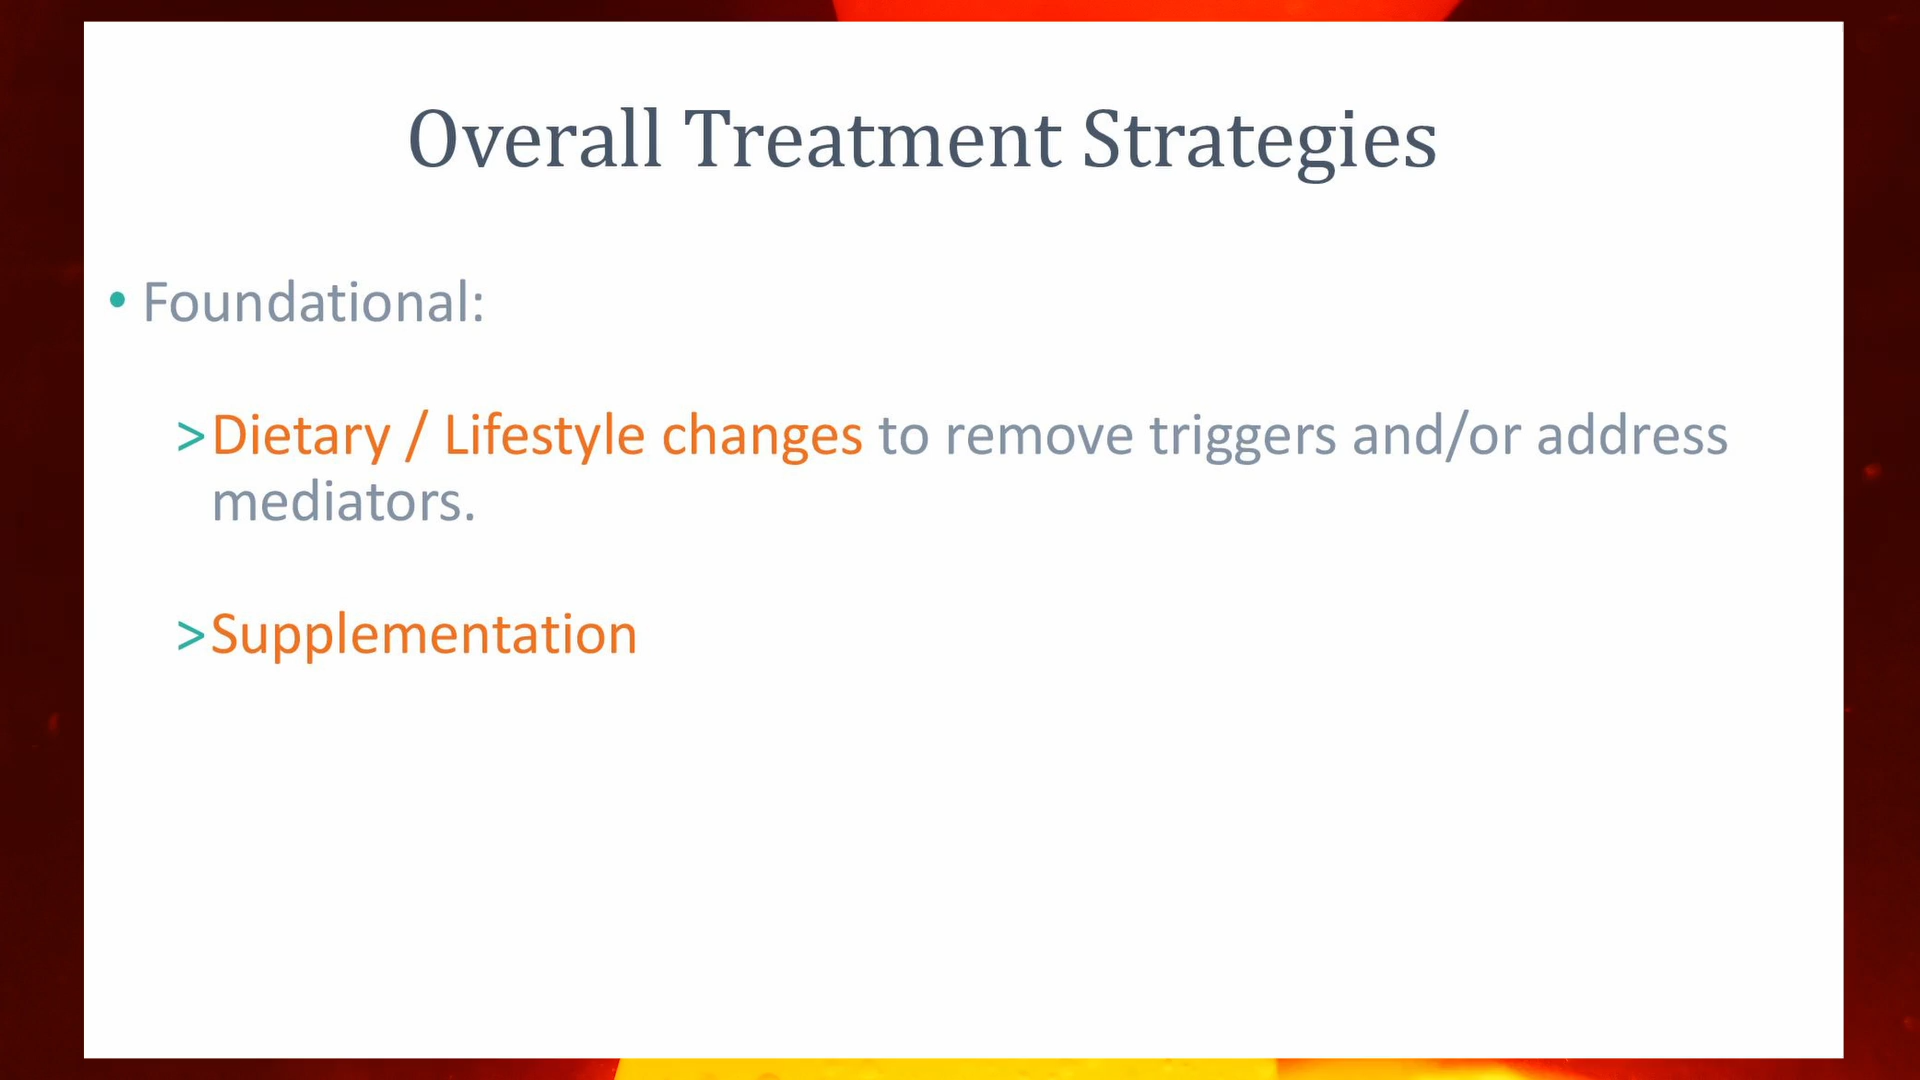 Overall Treatment Strategies
• Foundational:
>Dietary / Lifestyle changes to remove triggers and/or address
mediators.
>Supplementation